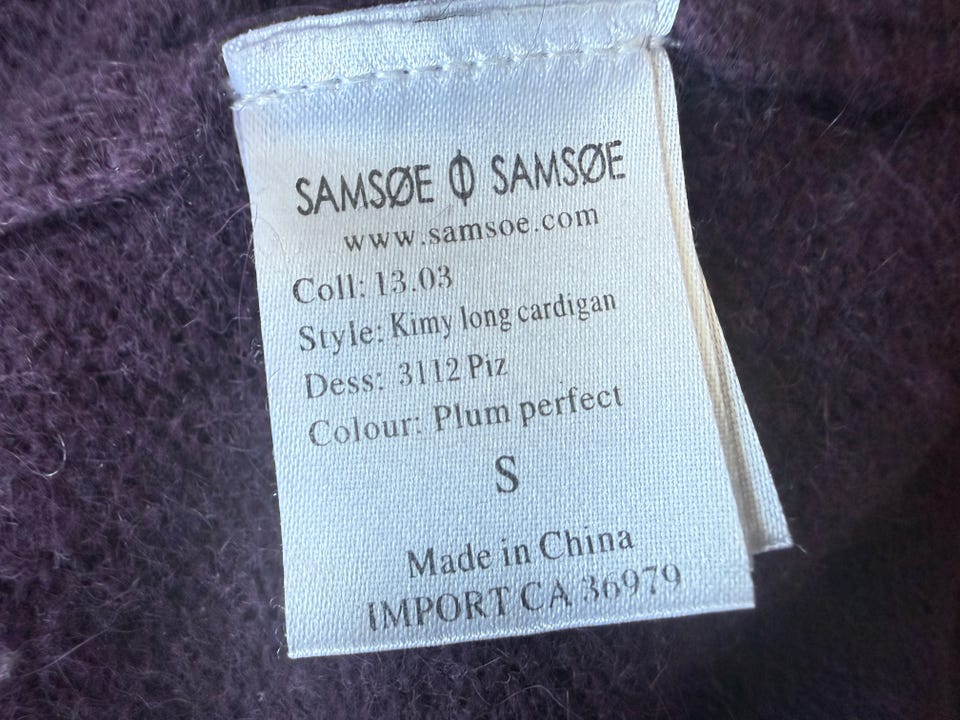 SAMSØE Φ SAMSØE
www.samsoe.com
Coll: 13.03
Style: Kimy long cardigan
Dess: 3112 Piz
Colour: Plum perfect
S
Made in China
IMPORT CA 36979